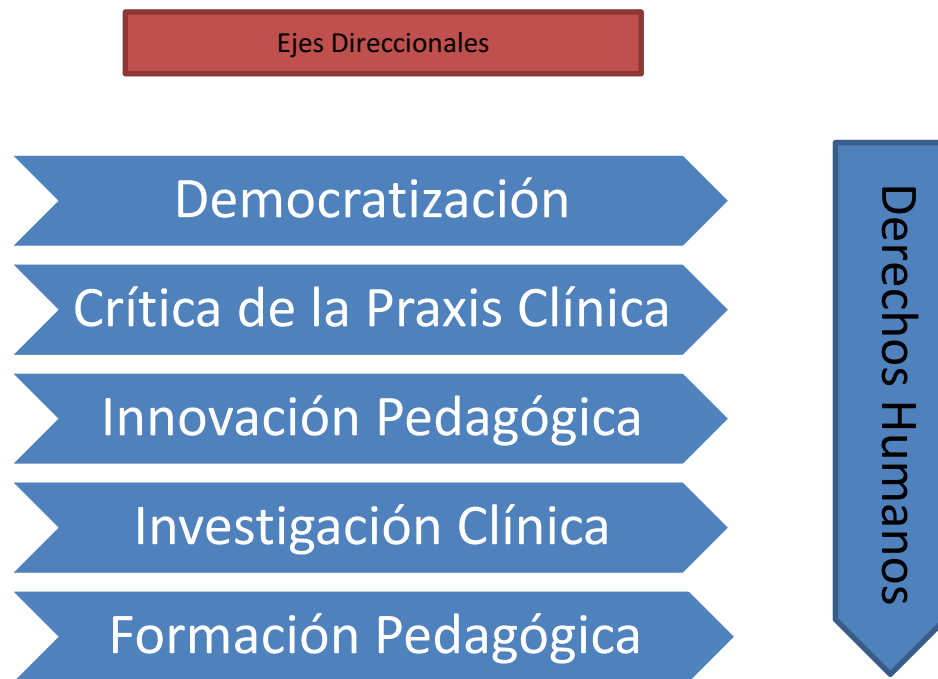 Ejes Direccionales
Democratización
Crítica de la Praxis Clínica
Innovación Pedagógica
Investigación Clínica
Formación Pedagógica
Derechos Humanos